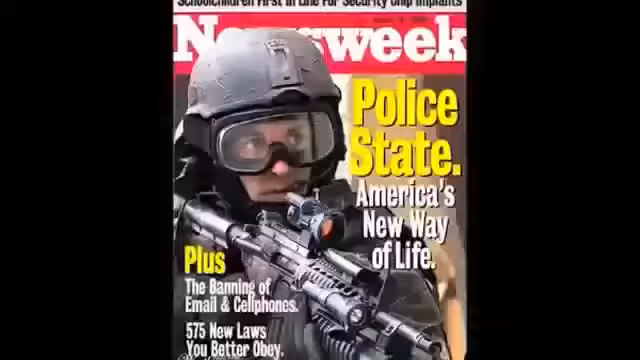 Schoolchildren First in Line For Security Chip Implants
Newsweek
Police
State.
America's
New Way
of Life.
Plus
The Banning of
Email & Cellphones.
575 New Laws
You Better Obey.